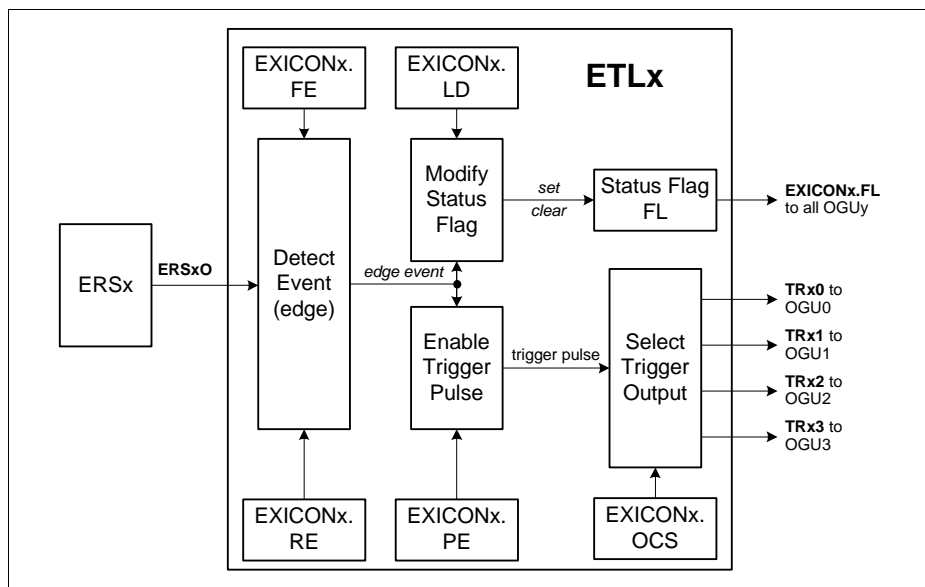 EXICONx.
FE
EXICONx.
LD
ETLx
Modify
Status
Flag
set
clear
Status Flag
FL
EXICONx.FL
to all OGUy
ERSx
ERSxO
Detect
Event
(edge)
edge event
Enable
Trigger
Pulse
trigger pulse
Select
Trigger
Output
TRx0 to
OGU0
TRx1 to
OGU1
TRx2 to
OGU2
TRx3 to
OGU3
EXICONx.
RE
EXICONx.
PE
EXICONx.
OCS